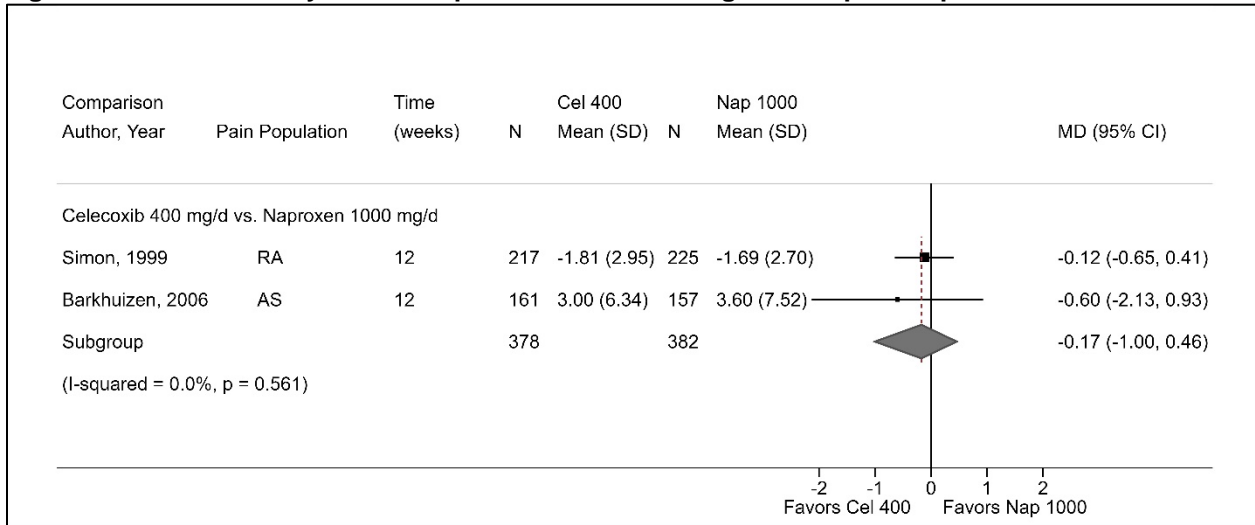 Comparison Time Cel 400 Nap 1000
Author, Year Pain Population (weeks) N Mean (SD) N Mean (SD) MD (95% CI)
Celecoxib 400 mg/d vs. Naproxen 1000 mg/d
Simon, 1999 RA 12 217 -1.81 (2.95) 225 -1.69 (2.70) -0.12 (-0.65, 0.41)
Barkhuizen, 2006 AS 12 161 3.00 (6.34) 157 3.60 (7.52) -0.60 (-2.13, 0.93)
Subgroup 378 382 -0.17 (-1.00, 0.46)
(I-squared = 0.0%, p = 0.561)
-2 -1 0 1 2
Favors Cel 400 Favors Nap 1000